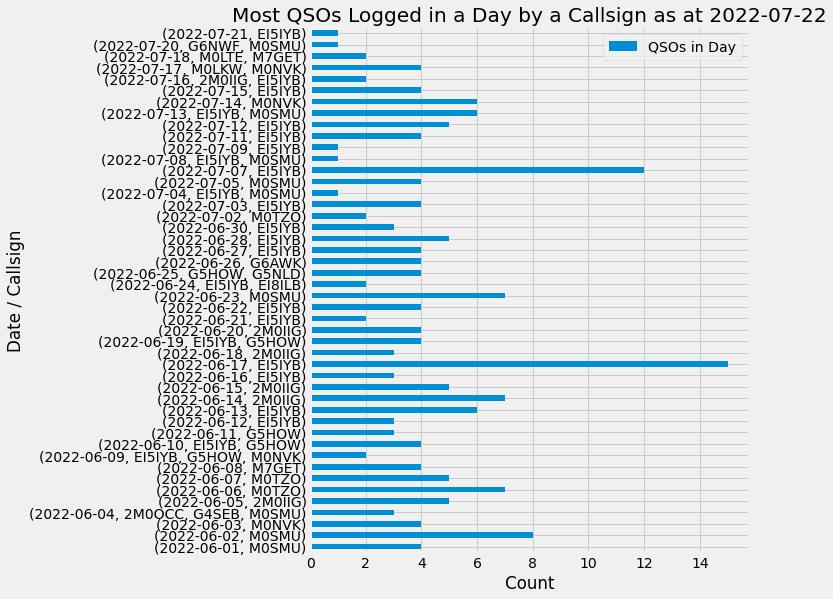 Most QSOs Logged in a Day by a Callsign as at 2022-07-22
QSOs in Day
Date / Callsign
(2022-07-21, EI5IYB)
(2022-07-20, G6NWF, M0SMU)
(2022-07-18, M0LTE, M7GET)
(2022-07-17, M0LKW, M0NVK)
(2022-07-16, 2M0IIG, EI5IYB)
(2022-07-15, EI5IYB)
(2022-07-14, M0NVK)
(2022-07-13, EI5IYB, M0SMU)
(2022-07-12, EI5IYB)
(2022-07-11, EI5IYB)
(2022-07-09, EI5IYB)
(2022-07-08, EI5IYB, M0SMU)
(2022-07-07, EI5IYB)
(2022-07-05, M0SMU)
(2022-07-04, EI5IYB, M0SMU)
(2022-07-03, EI5IYB)
(2022-07-02, M0TZO)
(2022-06-30, EI5IYB)
(2022-06-28, EI5IYB)
(2022-06-27, EI5IYB)
(2022-06-26, G6AWK)
(2022-06-25, G5HOW, G5NLD)
(2022-06-24, EI5IYB, EI8ILB)
(2022-06-23, M0SMU)
(2022-06-22, EI5IYB)
(2022-06-21, EI5IYB)
(2022-06-20, 2M0IIG)
(2022-06-19, EI5IYB, G5HOW)
(2022-06-18, 2M0IIG)
(2022-06-17, EI5IYB)
(2022-06-16, EI5IYB)
(2022-06-15, 2M0IIG)
(2022-06-14, 2M0IIG)
(2022-06-13, EI5IYB)
(2022-06-12, EI5IYB)
(2022-06-11, G5HOW)
(2022-06-10, EI5IYB, G5HOW)
(2022-06-09, EI5IYB, G5HOW, M0NVK)
(2022-06-08, M7GET)
(2022-06-07, M0TZO)
(2022-06-06, M0TZO)
(2022-06-05, 2M0IIG)
(2022-06-04, 2M0OCC, G4SEB, M0SMU)
(2022-06-03, M0NVK)
(2022-06-02, M0SMU)
(2022-06-01, M0SMU)
0 2 4 6 8 10 12 14
Count